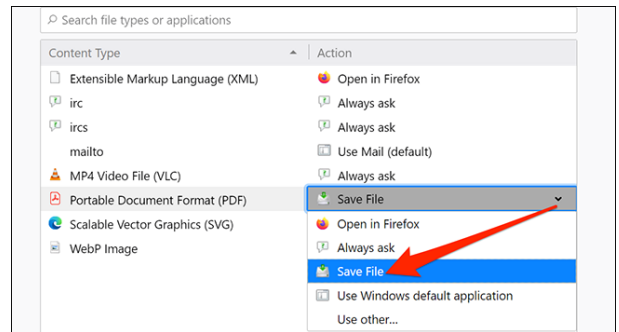 Search file types or applications
Content Type Action
Extensible Markup Language (XML) Open in Firefox
irc Always ask
ircs Always ask
mailto Use Mail (default)
MP4 Video File (VLC) Always ask
Portable Document Format (PDF) Save File
Scalable Vector Graphics (SVG) Open in Firefox
WebP Image Always ask
Save File
Use Windows default application
Use other...